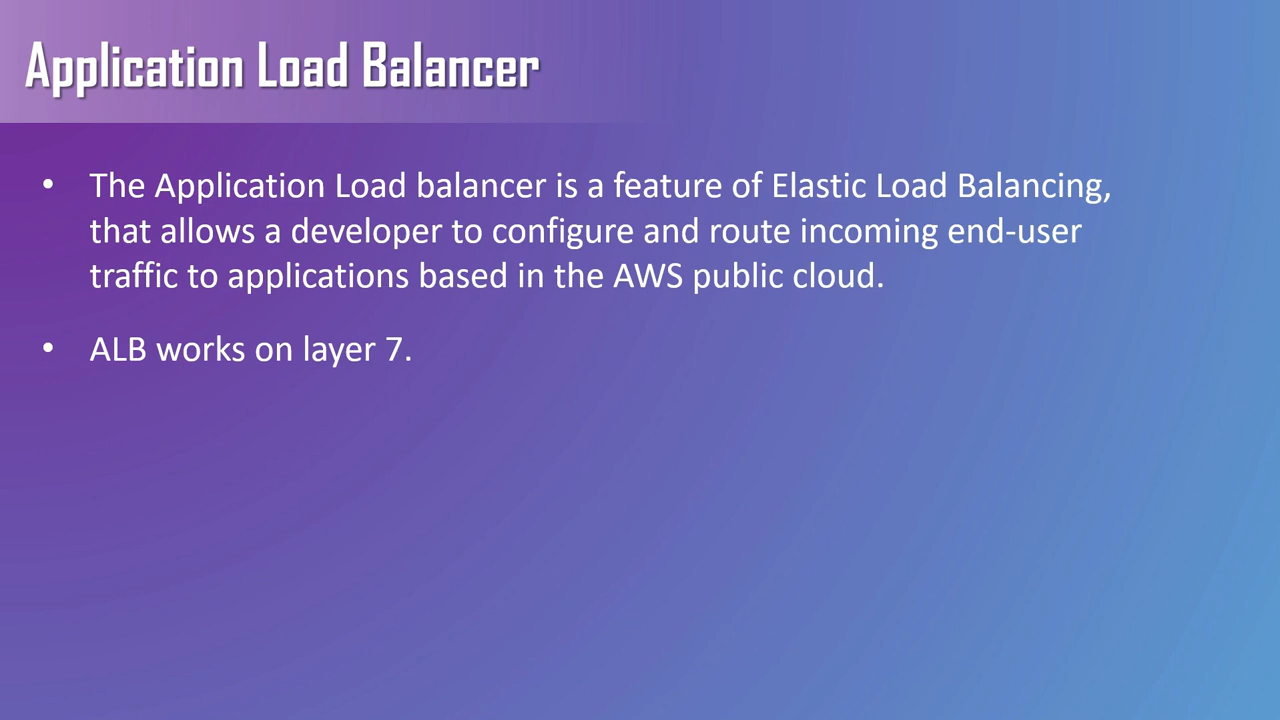 Application Load Balancer
• The Application Load balancer is a feature of Elastic Load Balancing,
that allows a developer to configure and route incoming end-user
traffic to applications based in the AWS public cloud.
• ALB works on layer 7.